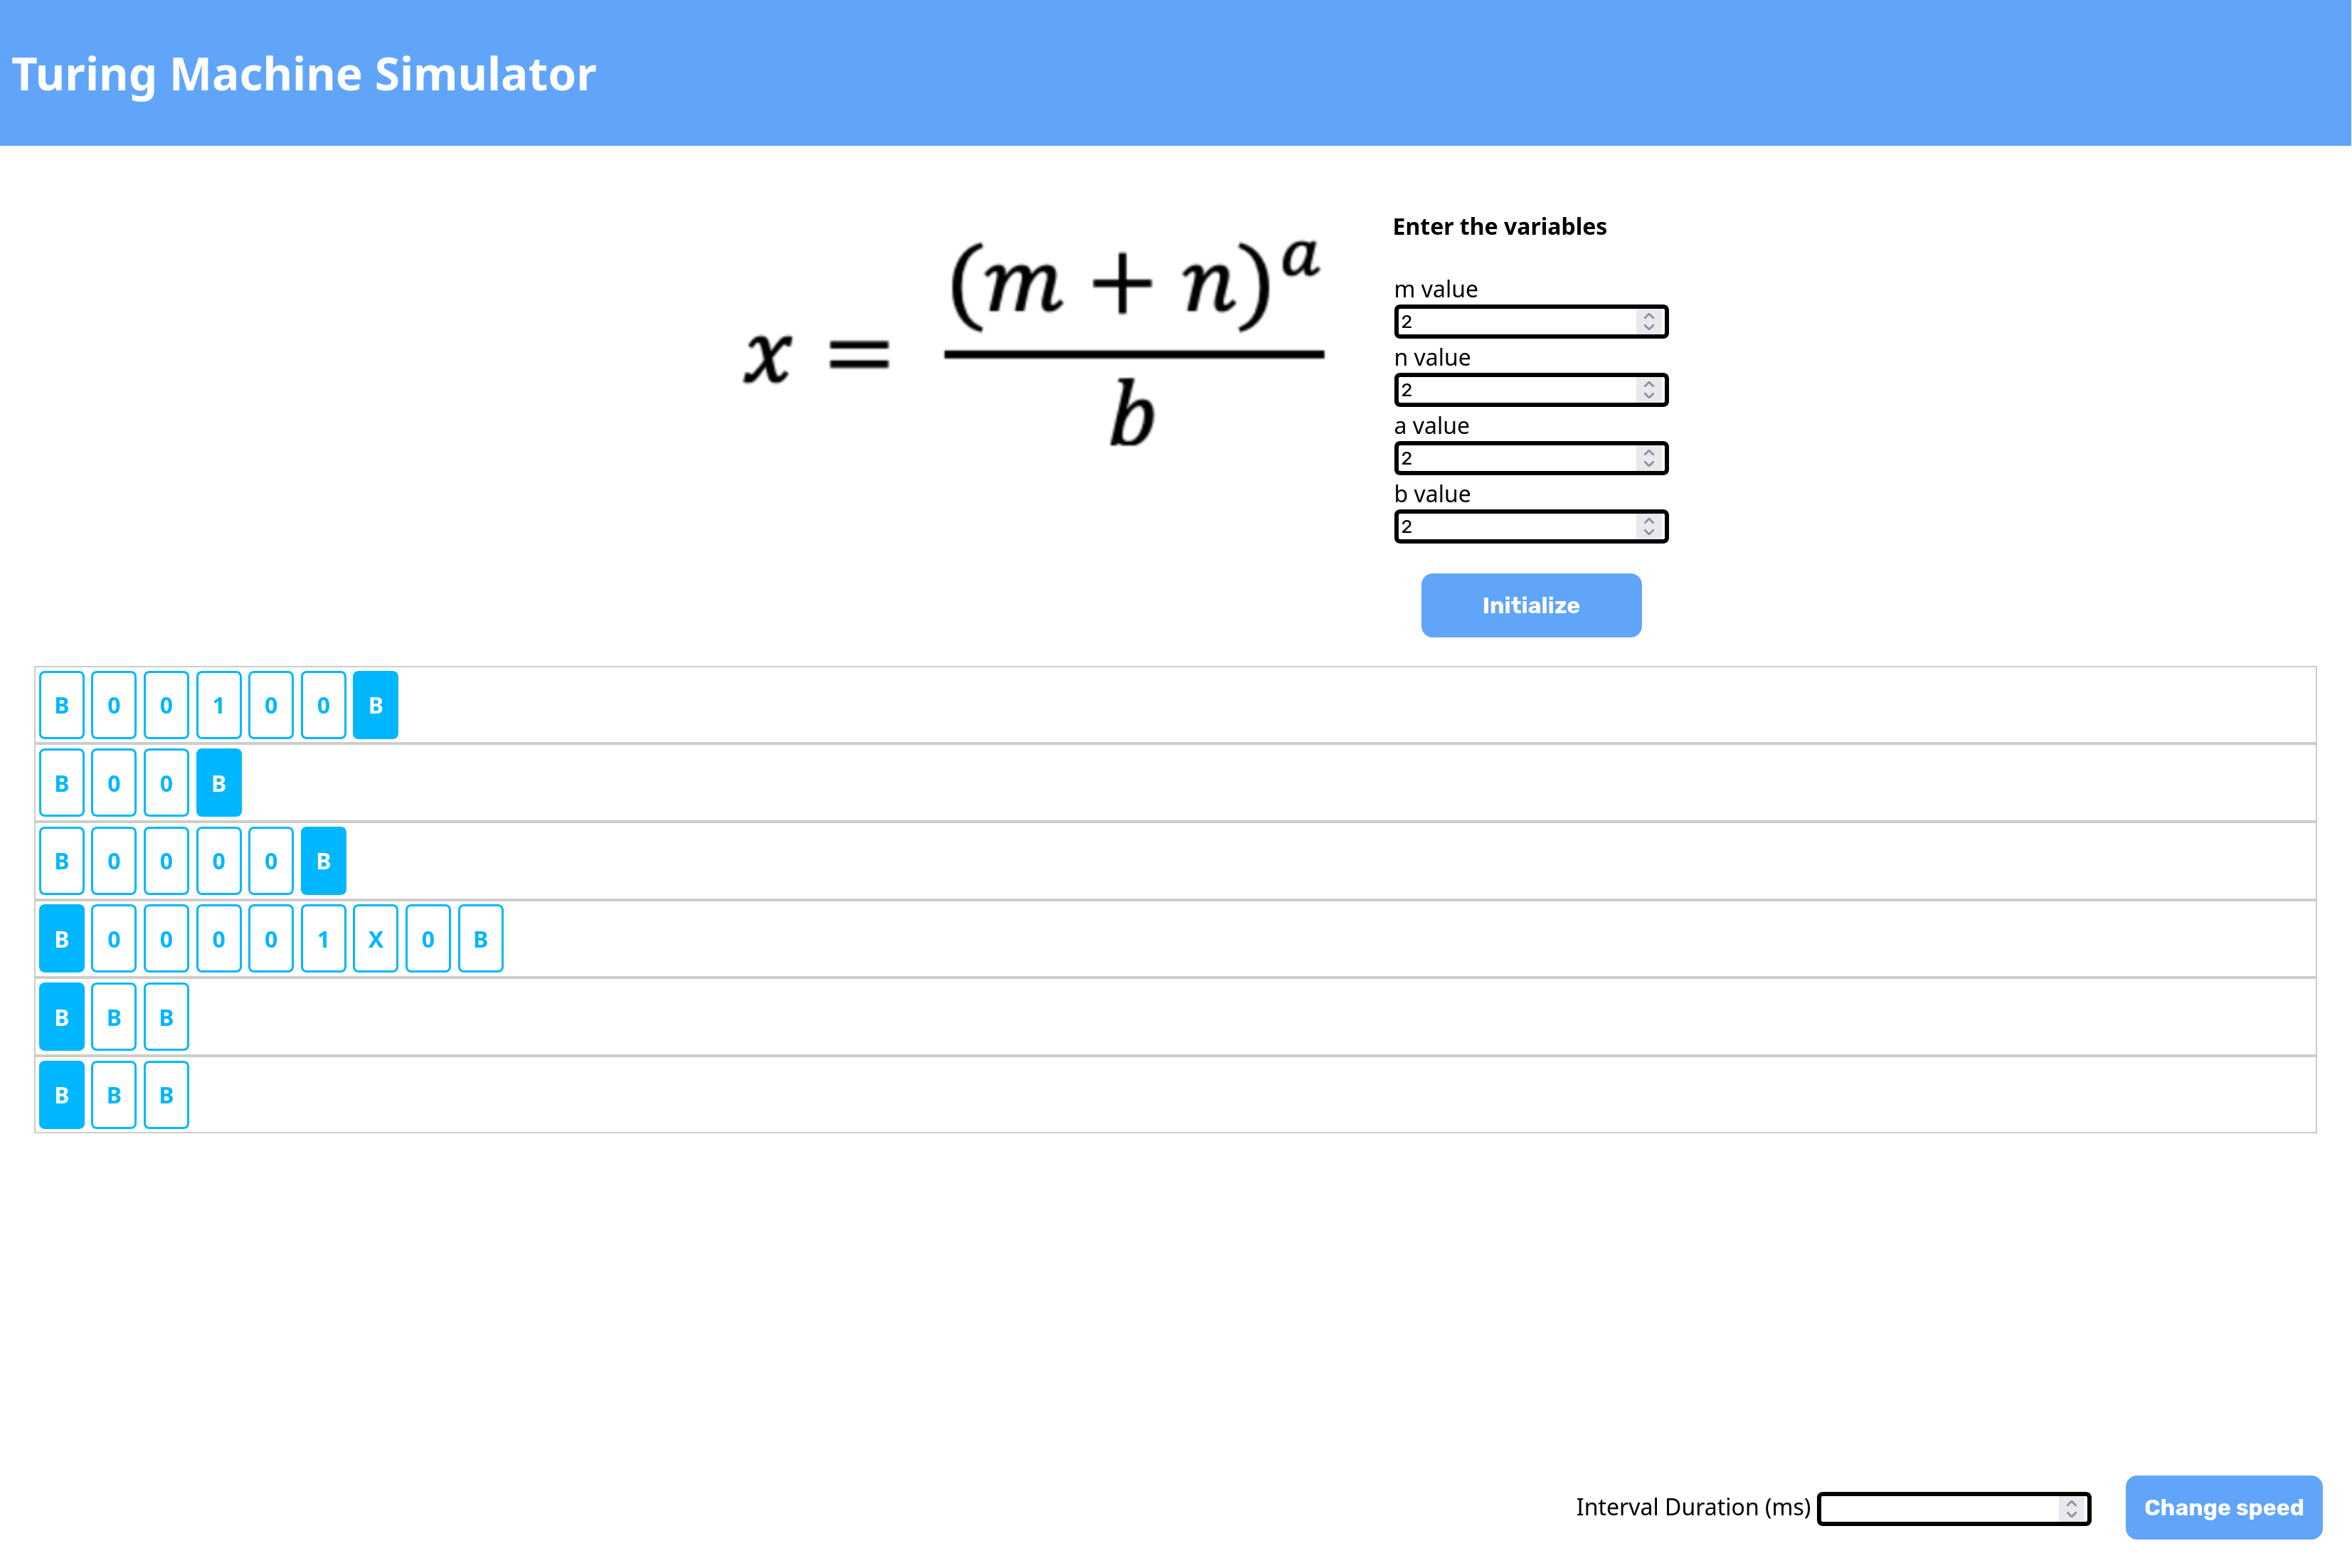 Turing Machine Simulator
x = (m + n)^a / b
Enter the variables
m value
2
n value
2
a value
2
b value
2
Initialize
B 0 0 1 0 0 B
B 0 0 B
B 0 0 0 0 B
B 0 0 0 0 1 X 0 B
B B B
B B B
Interval Duration (ms)
Change speed